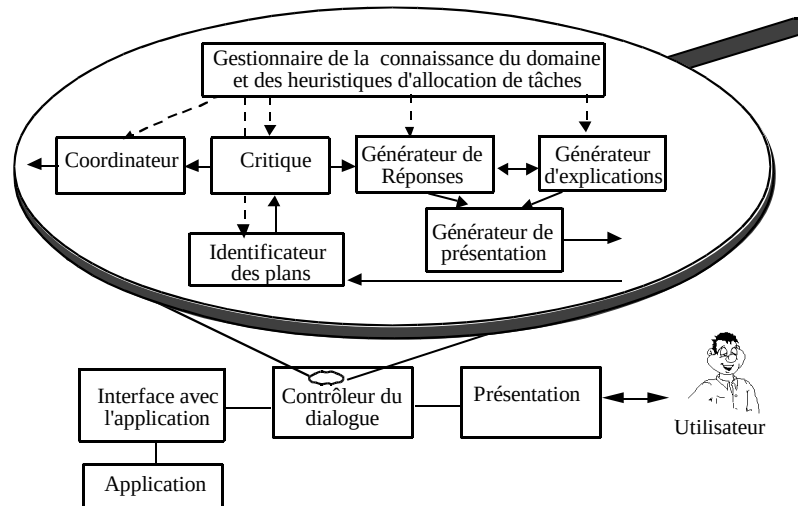 Gestionnaire de la connaissance du domaine
et des heuristiques d'allocation de tâches
Coordinateur
Critique
Générateur de
Réponses
Générateur
d'explications
Identificateur
des plans
Générateur de
présentation
Interface avec
l'application
Contrôleur du
dialogue
Présentation
Utilisateur
Application